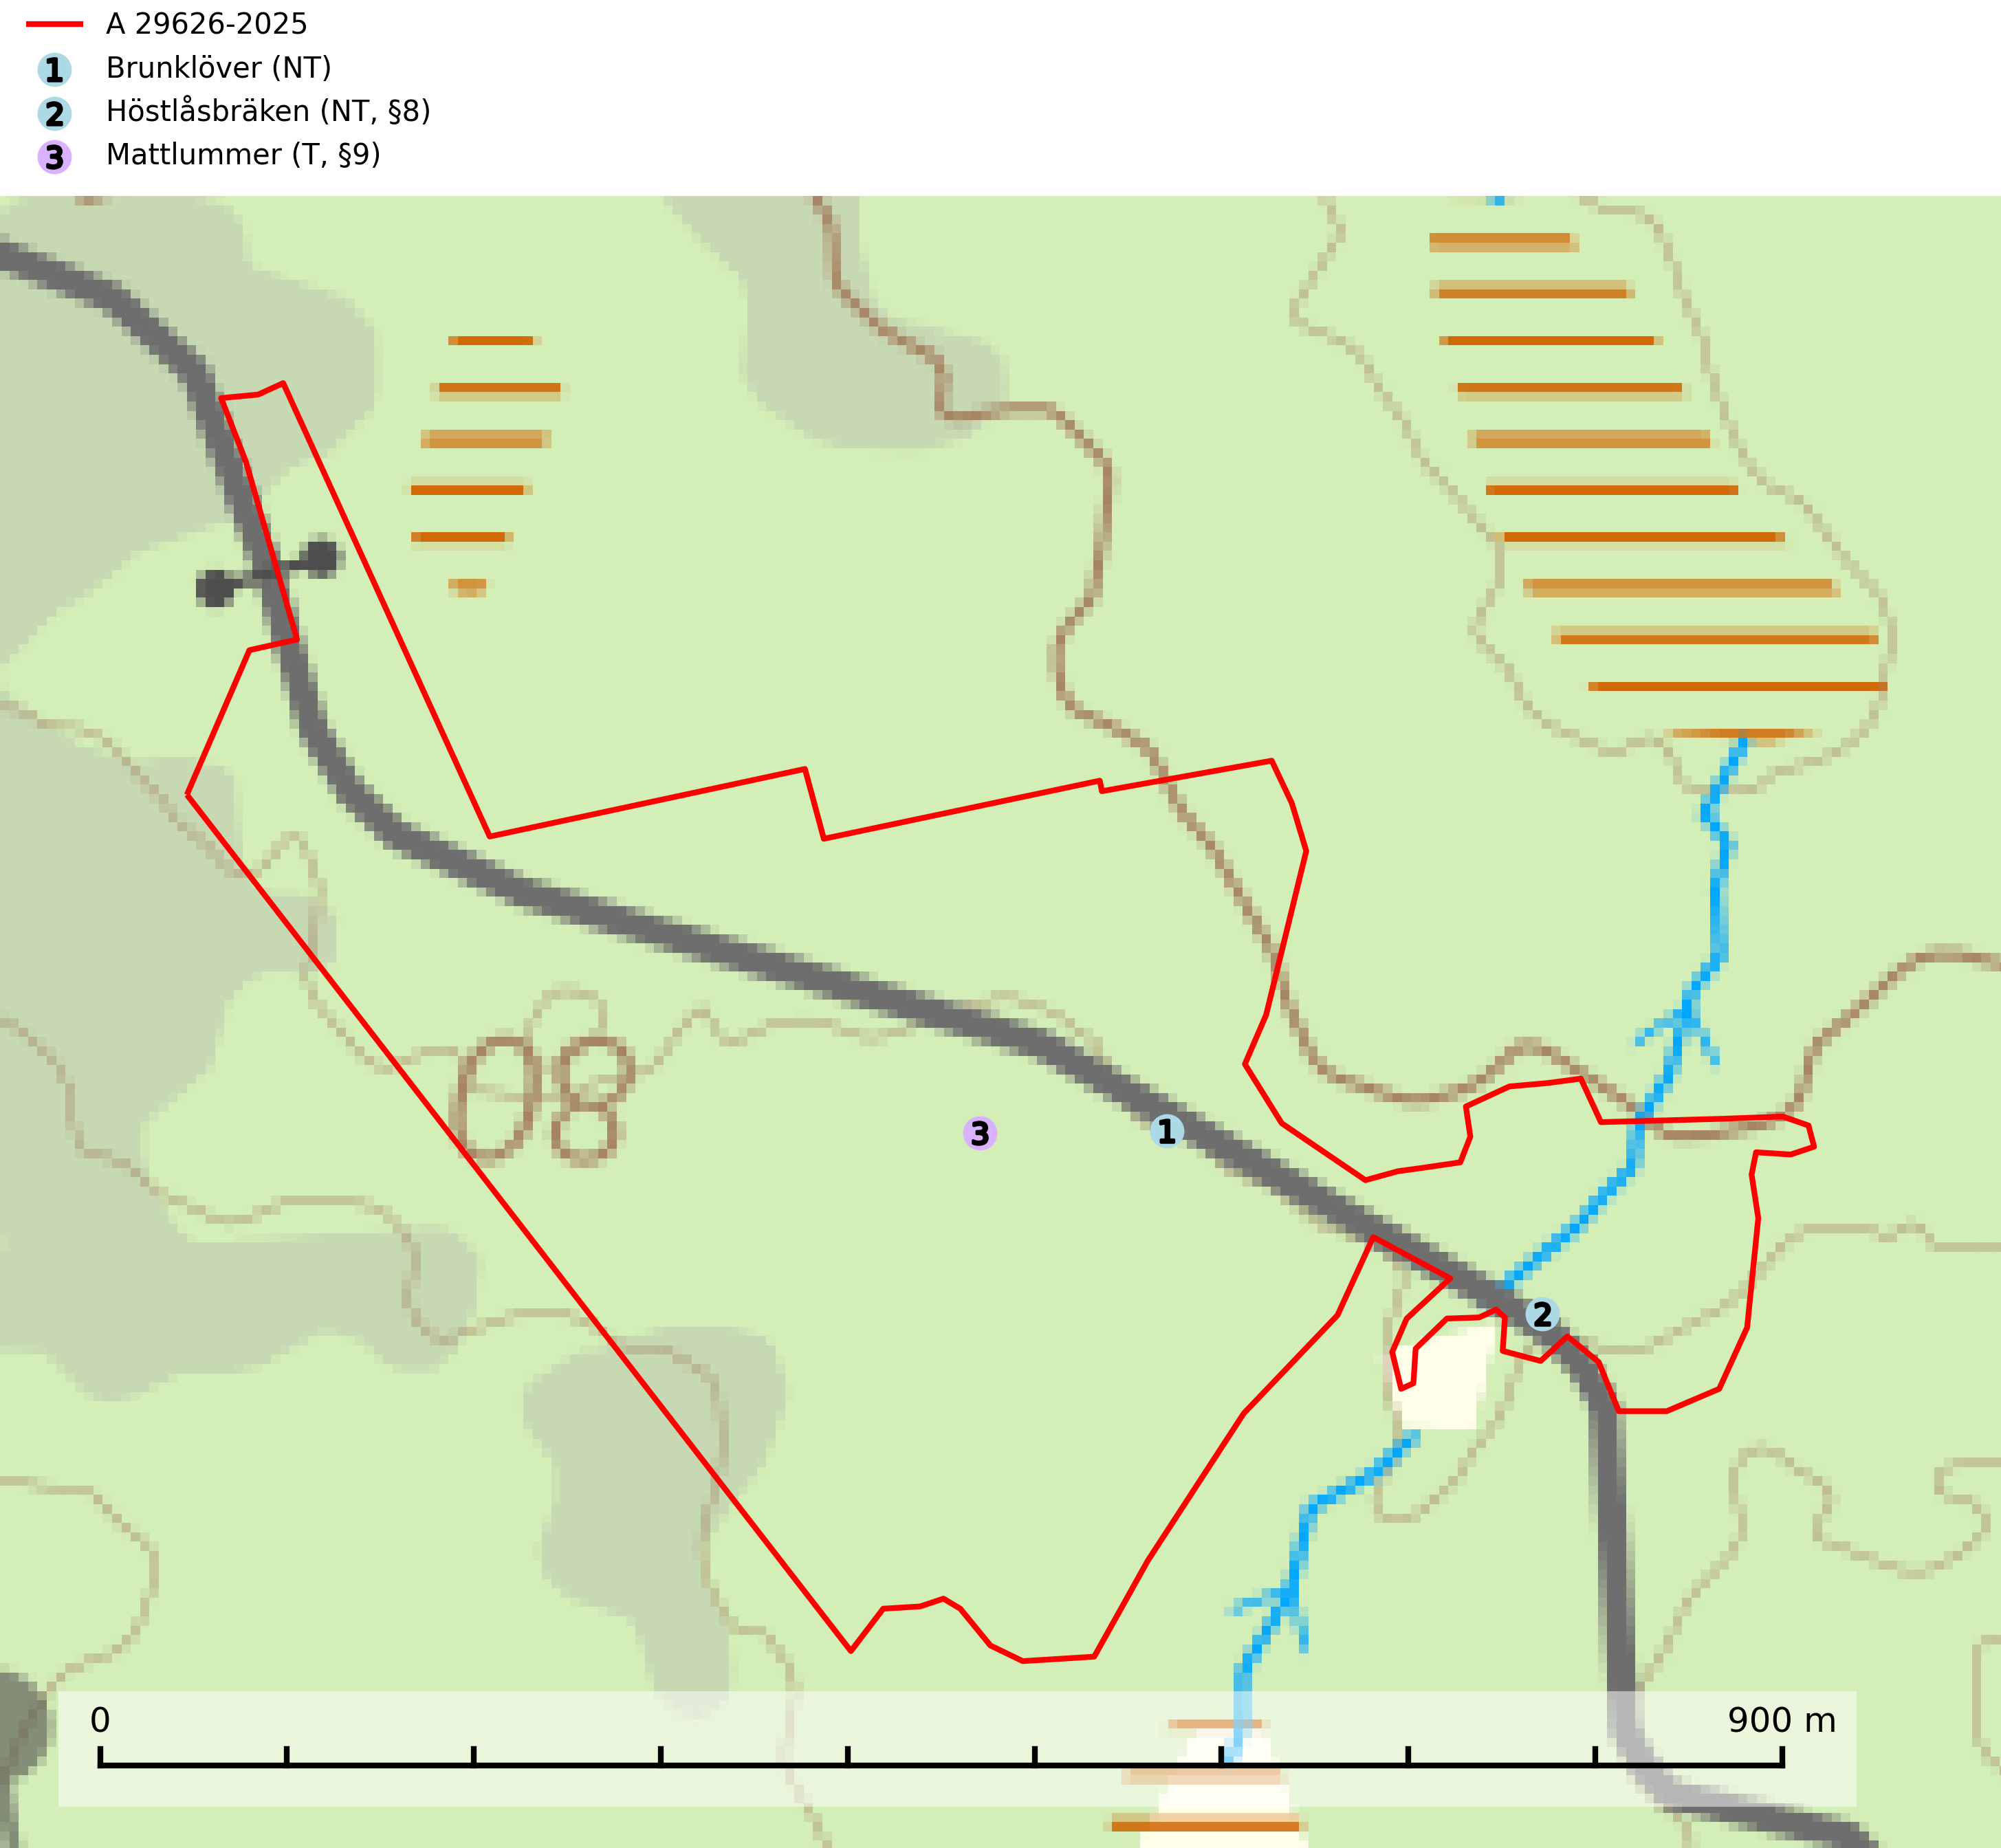 A 29626-2025
1 Brunklöver (NT)
2 Höstlåsbräken (NT, §8)
3 Mattlummer (T, §9)
08
3
1
2
0 900 m